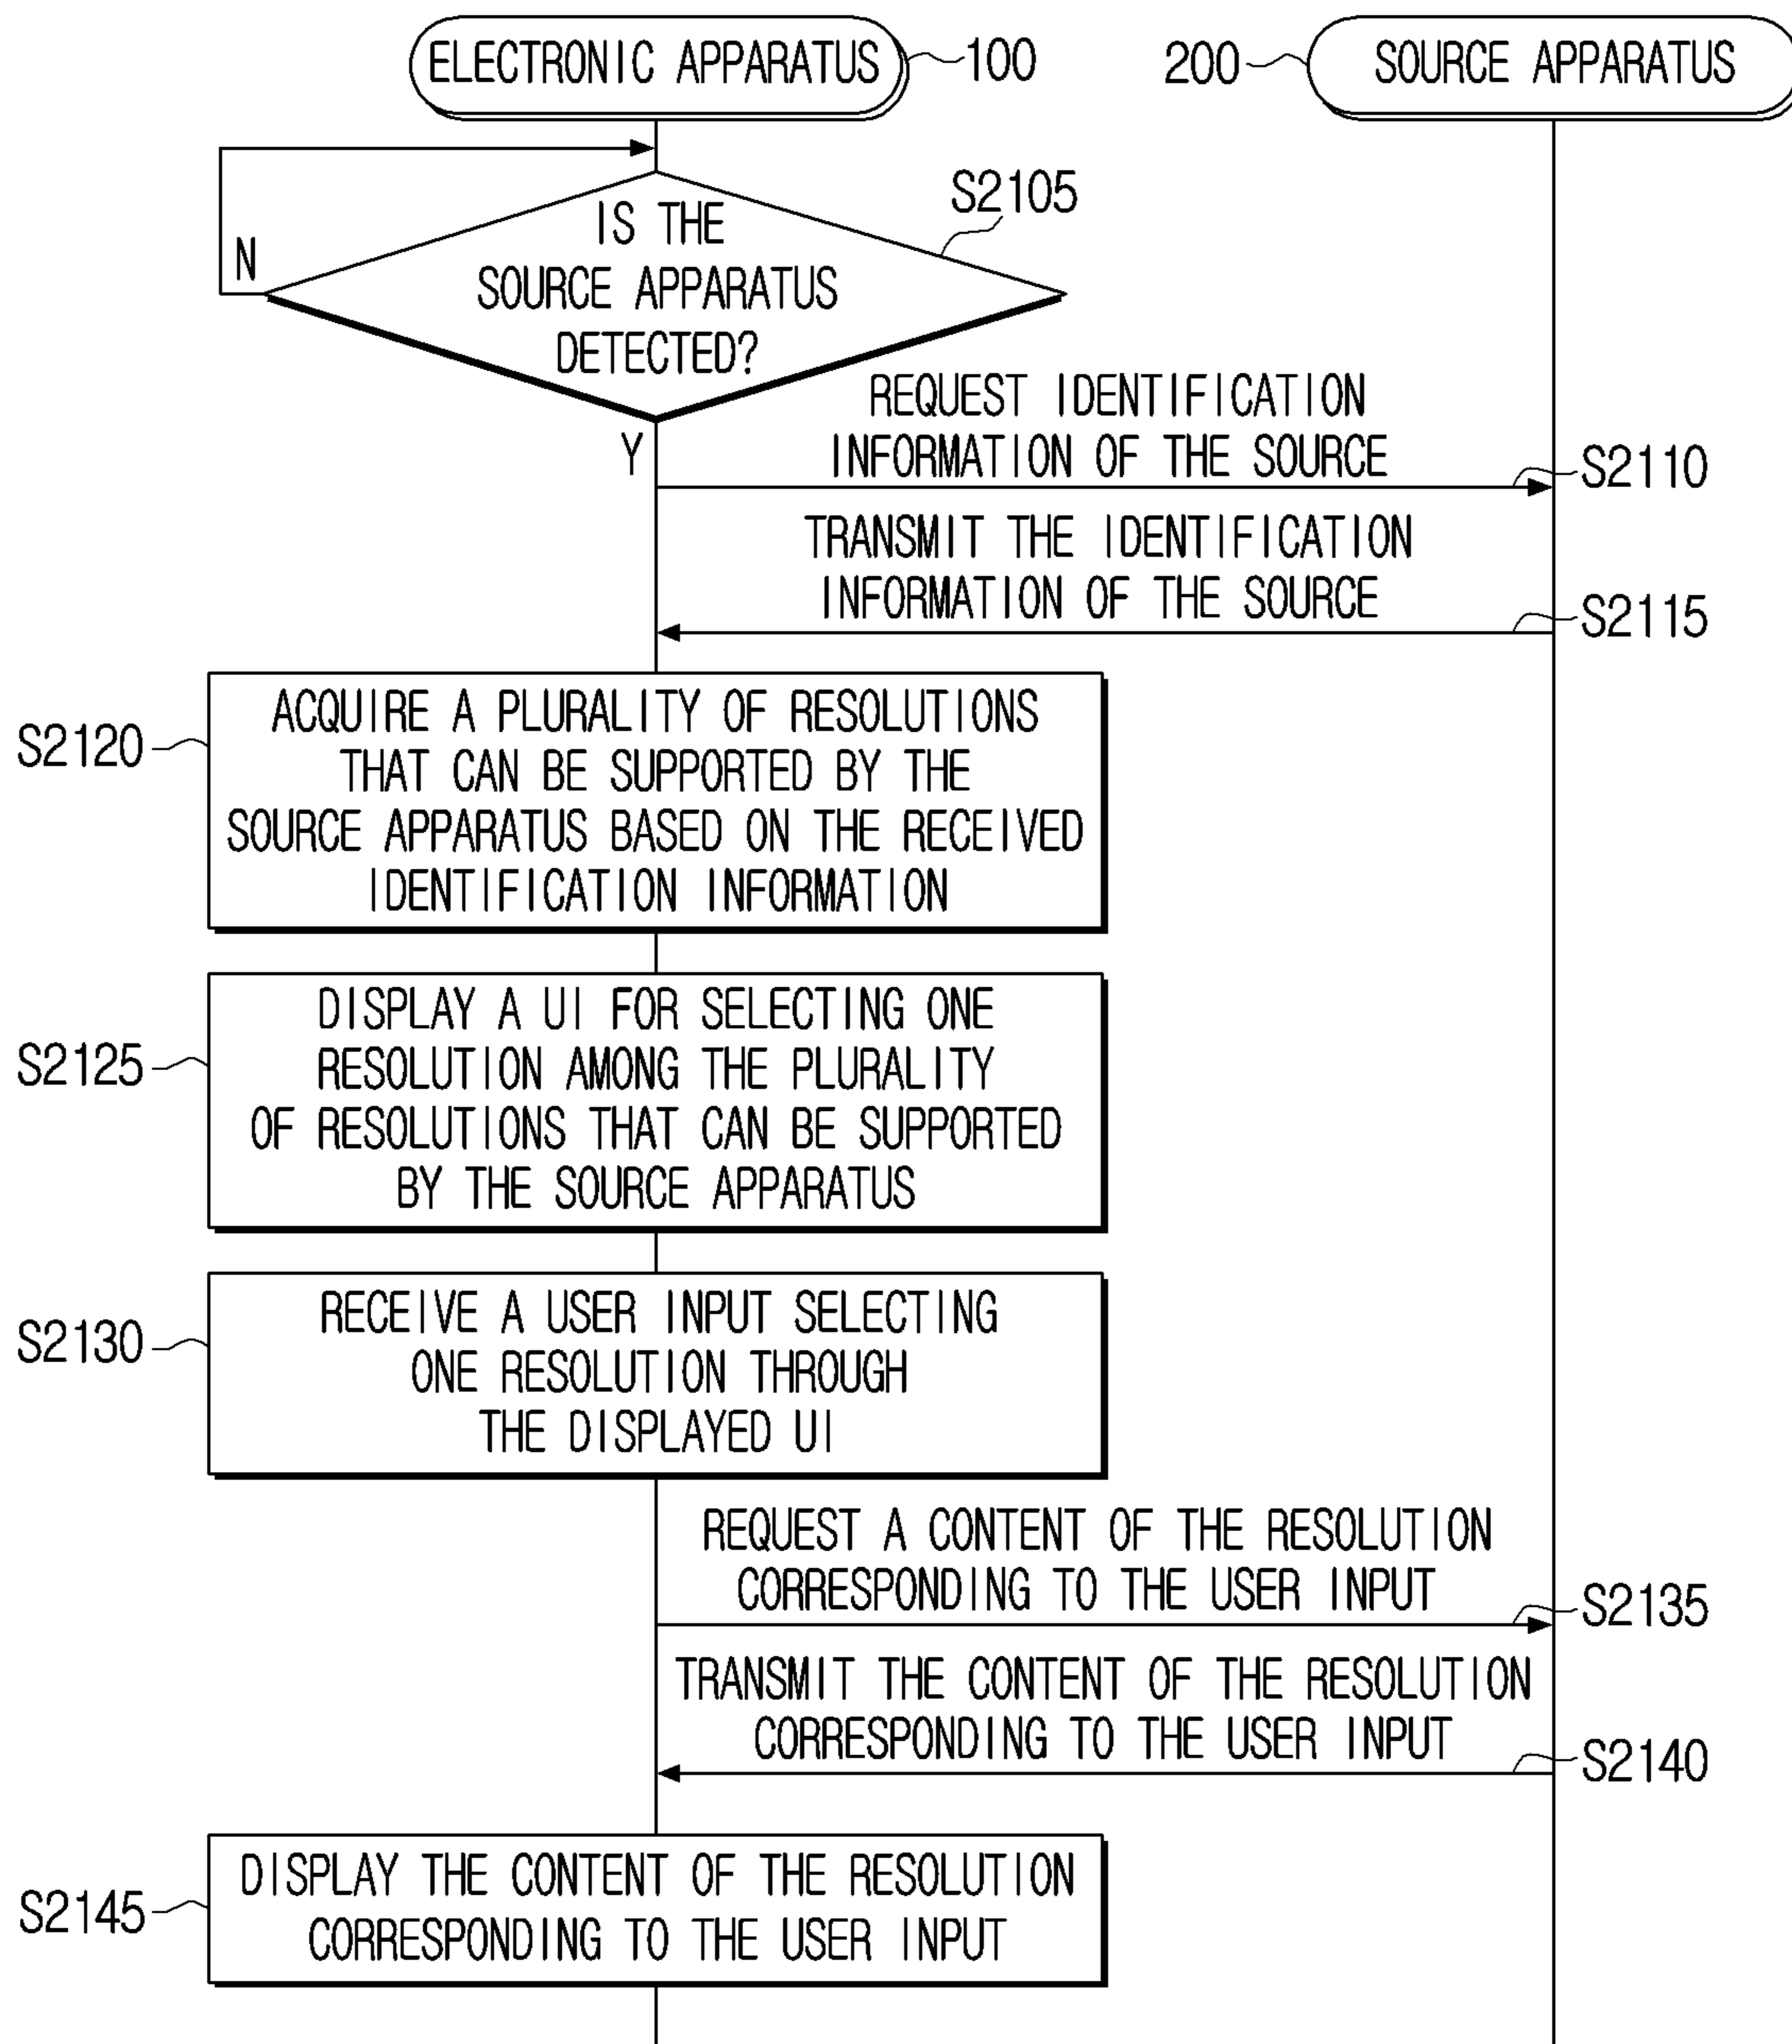 ELECTRONIC APPARATUS
100
200
SOURCE APPARATUS
S2105
IS THE
SOURCE APPARATUS
DETECTED?
N
Y
REQUEST IDENTIFICATION
INFORMATION OF THE SOURCE
S2110
TRANSMIT THE IDENTIFICATION
INFORMATION OF THE SOURCE
S2115
S2120
ACQUIRE A PLURALITY OF RESOLUTIONS
THAT CAN BE SUPPORTED BY THE
SOURCE APPARATUS BASED ON THE RECEIVED
IDENTIFICATION INFORMATION
S2125
DISPLAY A UI FOR SELECTING ONE
RESOLUTION AMONG THE PLURALITY
OF RESOLUTIONS THAT CAN BE SUPPORTED
BY THE SOURCE APPARATUS
S2130
RECEIVE A USER INPUT SELECTING
ONE RESOLUTION THROUGH
THE DISPLAYED UI
REQUEST A CONTENT OF THE RESOLUTION
CORRESPONDING TO THE USER INPUT
S2135
TRANSMIT THE CONTENT OF THE RESOLUTION
CORRESPONDING TO THE USER INPUT
S2140
S2145
DISPLAY THE CONTENT OF THE RESOLUTION
CORRESPONDING TO THE USER INPUT